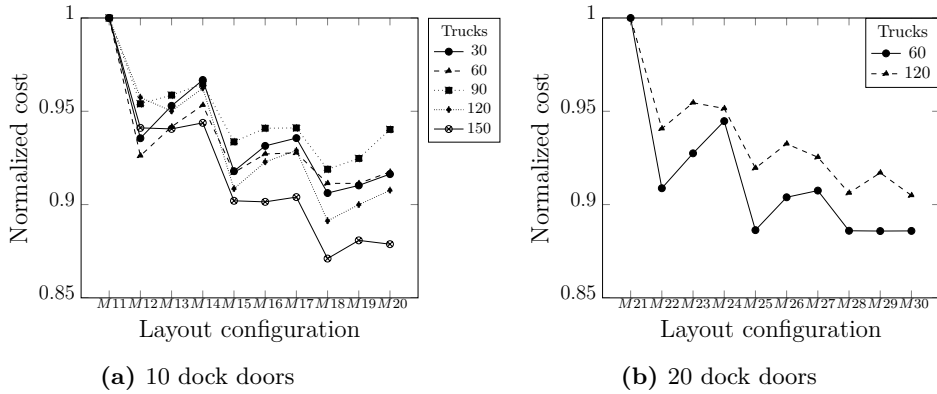 1
0.95
0.9
0.85
Normalized cost
M11 M12 M13 M14 M15 M16 M17 M18 M19 M20
Layout configuration
Trucks
30
60
90
120
150
(a) 10 dock doors
1
0.95
0.9
0.85
Normalized cost
M21 M22 M23 M24 M25 M26 M27 M28 M29 M30
Layout configuration
Trucks
60
120
(b) 20 dock doors